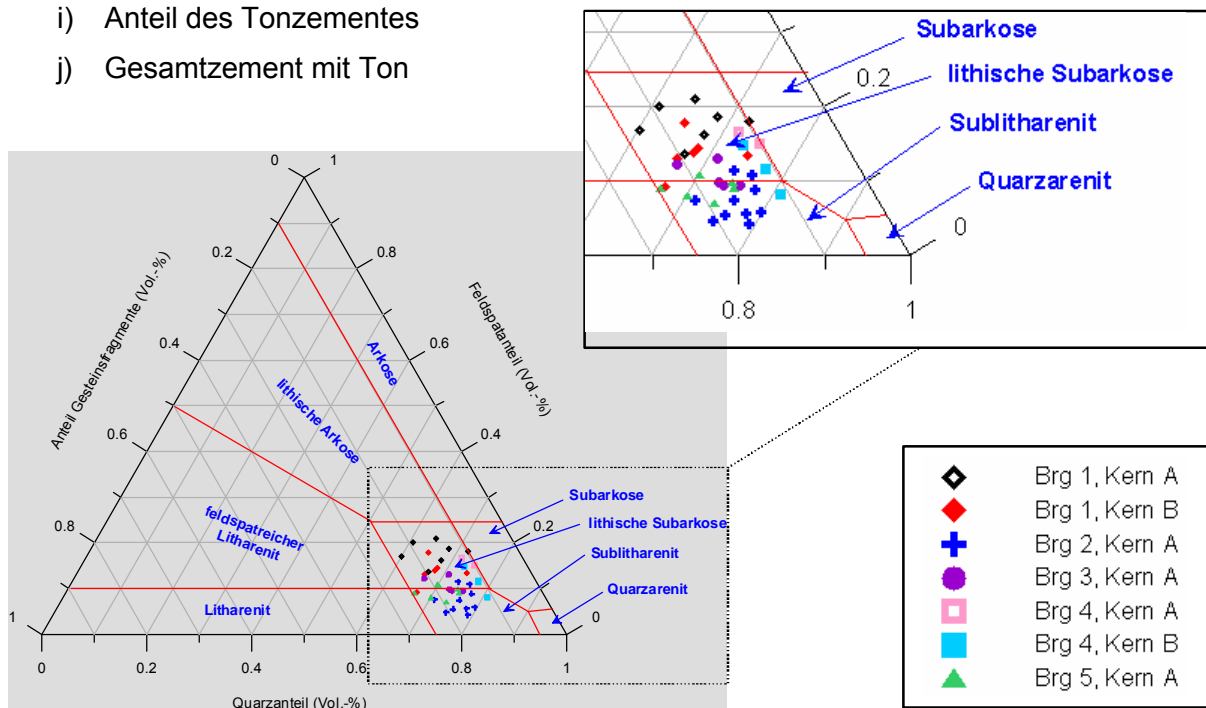 i) Anteil des Tonzementes
j) Gesamtzement mit Ton
Subarkose
0.2
lithische Subarkose
Sublitharenit
Quarzarenit
0
0.8
1
0
1
0.2
0.8
Anteil Gesteinsfragmente (Vol.-%)
Feldspatanteil (Vol.-%)
0.4
0.6
Arkose
lithische Arkose
0.6
0.4
0.8
0.2
feldspatreicher
Litharenit
Subarkose
lithische Subarkose
Sublitharenit
Litharenit
Quarzarenit
1
0
0
0.2
0.4
0.6
0.8
1
Quarzanteil (Vol.-%)
Brg 1, Kern A
Brg 1, Kern B
Brg 2, Kern A
Brg 3, Kern A
Brg 4, Kern A
Brg 4, Kern B
Brg 5, Kern A